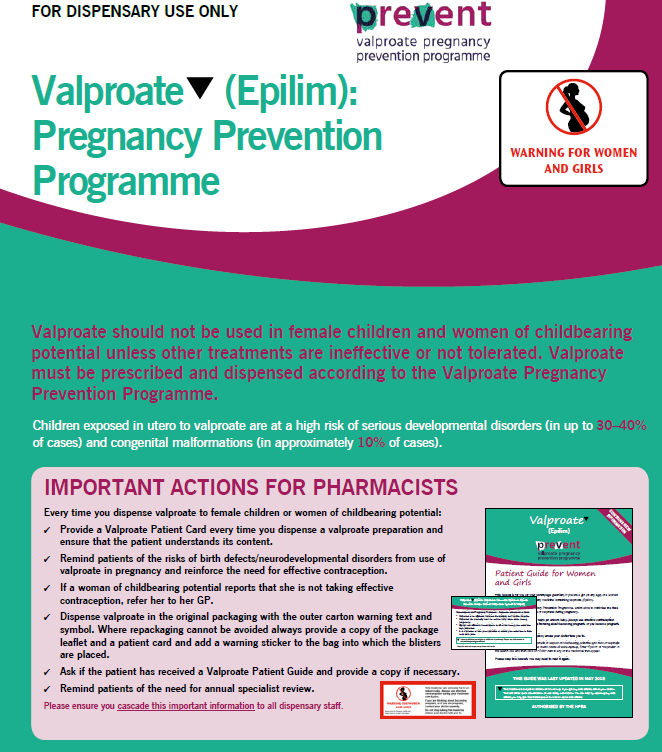 FOR DISPENSARY USE ONLY
prevent
valproate pregnancy
prevention programme
Valproate▼ (Epilim):
Pregnancy Prevention
Programme
WARNING FOR WOMEN
AND GIRLS
Valproate should not be used in female children and women of childbearing
potential unless other treatments are ineffective or not tolerated. Valproate
must be prescribed and dispensed according to the Valproate Pregnancy
Prevention Programme.
Children exposed in utero to valproate are at a high risk of serious developmental disorders (in up to 30–40%
of cases) and congenital malformations (in approximately 10% of cases).
IMPORTANT ACTIONS FOR PHARMACISTS
Every time you dispense valproate to female children or women of childbearing potential:
✓ Provide a Valproate Patient Card every time you dispense a valproate preparation and
ensure that the patient understands its content.
✓ Remind patients of the risks of birth defects/neurodevelopmental disorders from use of
valproate in pregnancy and reinforce the need for effective contraception.
✓ If a woman of childbearing potential reports that she is not taking effective
contraception, refer her to her GP.
✓ Dispense valproate in the original packaging with the outer carton warning text and
symbol. Where repackaging cannot be avoided always provide a copy of the package
leaflet and a patient card and add a warning sticker to the bag into which the blisters
are placed.
✓ Ask if the patient has received a Valproate Patient Guide and provide a copy if necessary.
✓ Remind patients of the need for annual specialist review.
Please ensure you cascade this important information to all dispensary staff.
Valproate▼
(Epilim)
prevent
Patient Guide for Women
and Girls
THIS GUIDE WAS LAST UPDATED IN MAY 2018
AUTHORISED BY THE HPRA
WARNING FOR WOMEN
AND GIRLS